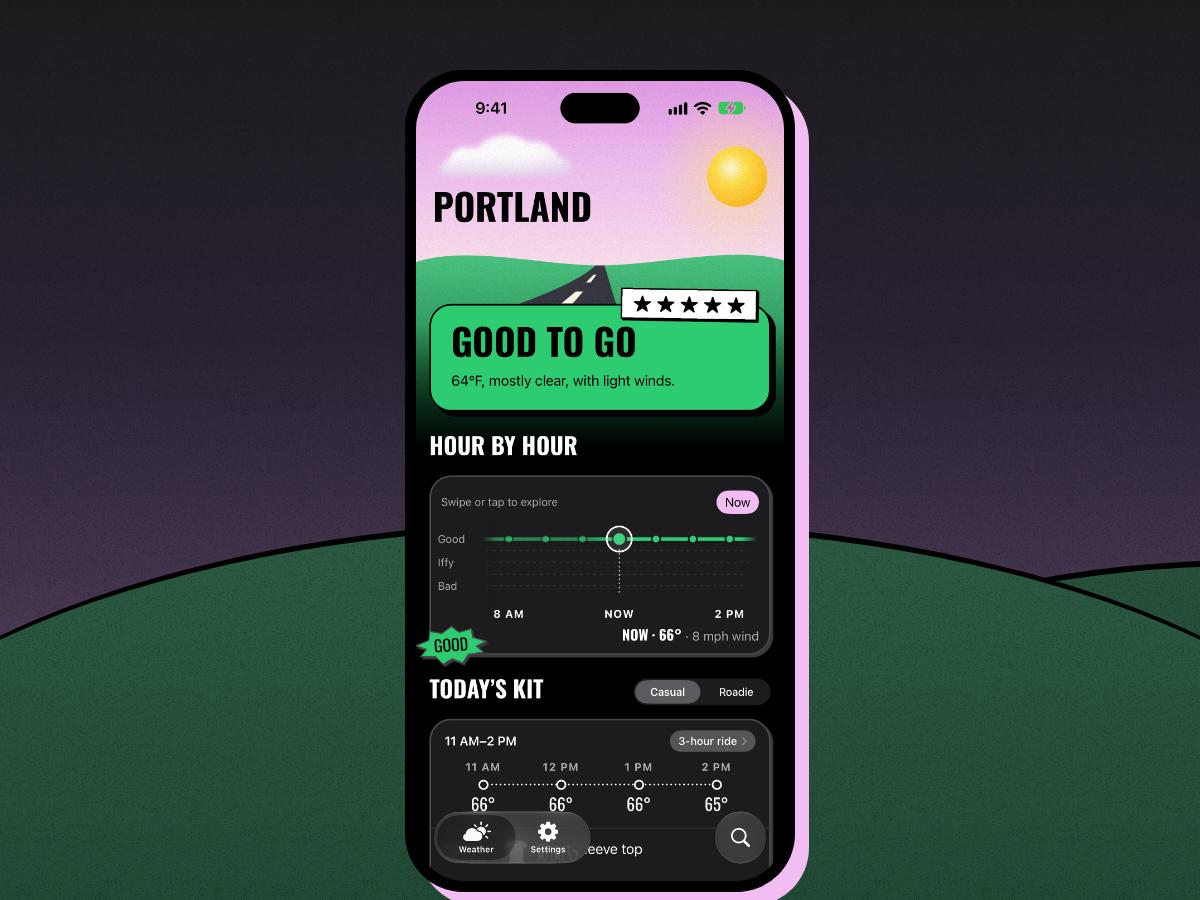 9:41
PORTLAND
GOOD TO GO
64°F, mostly clear, with light winds.
HOUR BY HOUR
Swipe or tap to explore
Now
Good
Iffy
Bad
8 AM NOW 2 PM
NOW · 66° · 8 mph wind
GOOD
TODAY’S KIT
Casual Roadie
11 AM–2 PM
3-hour ride
11 AM 12 PM 1 PM 2 PM
66° 66° 66° 65°
Weather Settings
eeve top